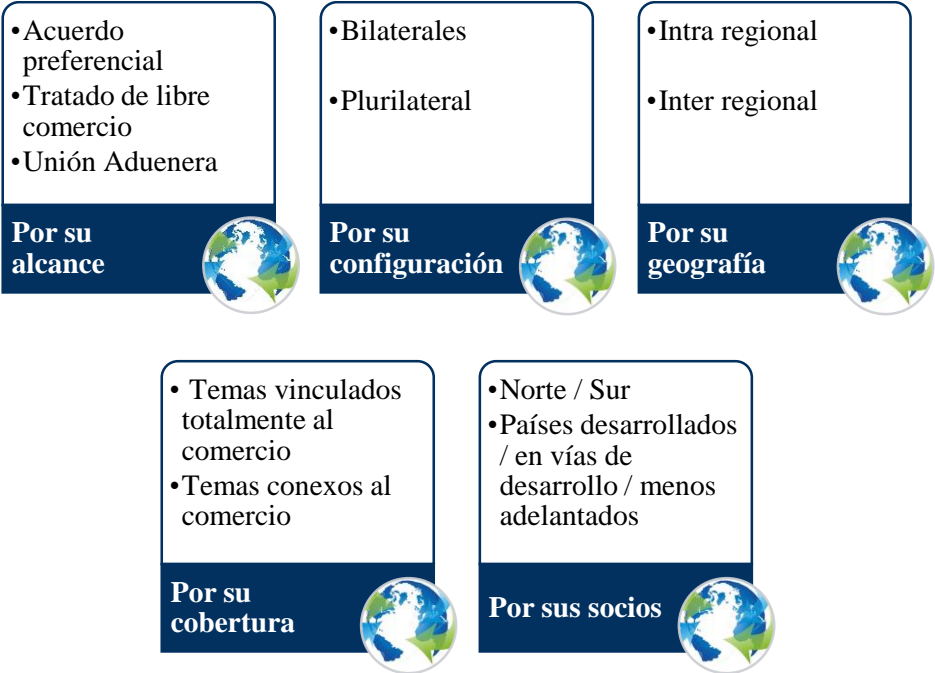 •Acuerdo
preferencial
•Tratado de libre
comercio
•Unión Aduenera
Por su
alcance
•Bilaterales
•Plurilateral
Por su
configuración
•Intra regional
•Inter regional
Por su
geografía
• Temas vinculados
totalmente al
comercio
•Temas conexos al
comercio
Por su
cobertura
•Norte / Sur
•Países desarrollados
/ en vías de
desarrollo / menos
adelantados
Por sus socios